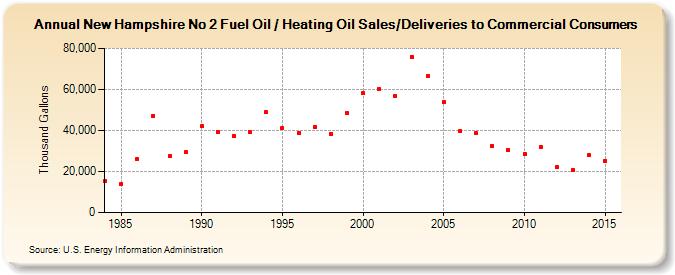 Annual New Hampshire No 2 Fuel Oil / Heating Oil Sales/Deliveries to Commercial Consumers
Thousand Gallons
80,000
60,000
40,000
20,000
0
1985 1990 1995 2000 2005 2010 2015
Source: U.S. Energy Information Administration